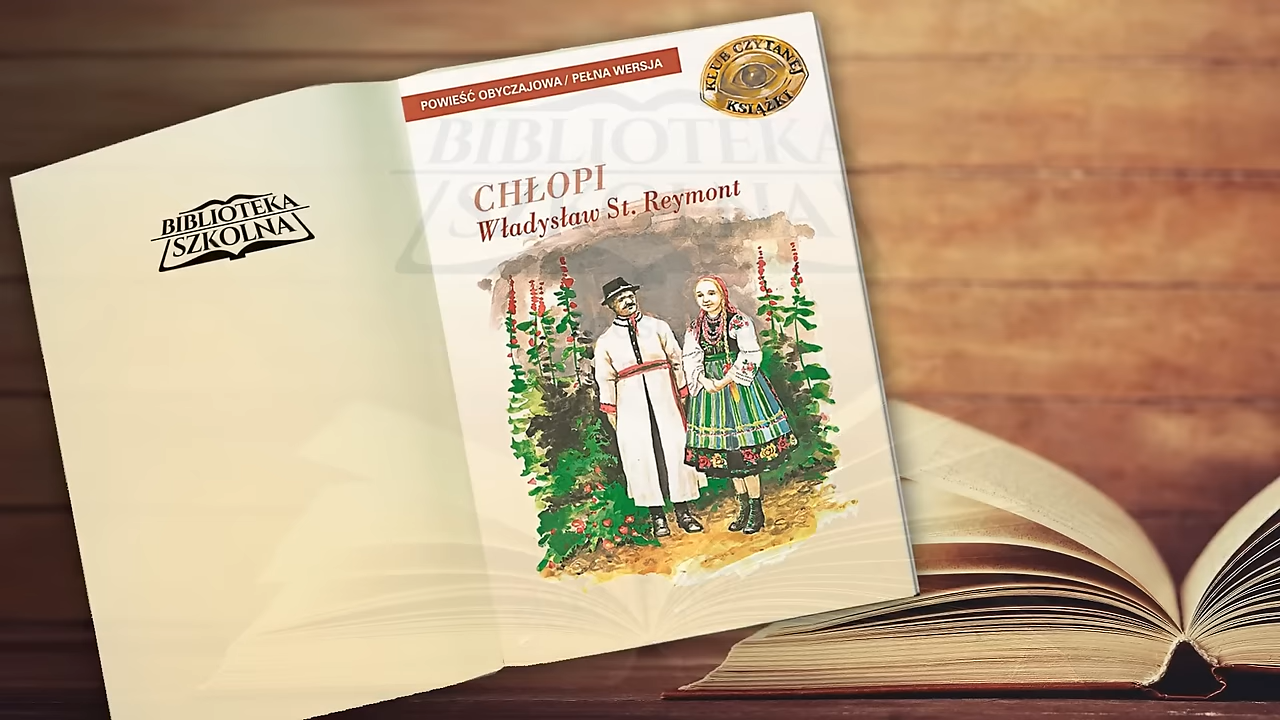 BIBLIOTEKA
SZKOLNA
POWIEŚĆ OBYCZAJOWA / PEŁNA WERSJA
KLUB CZYTANEJ
KSIĄŻKI
BIBLIOTEKA
SZKOLNA
CHŁOPI
Władysław St. Reymont